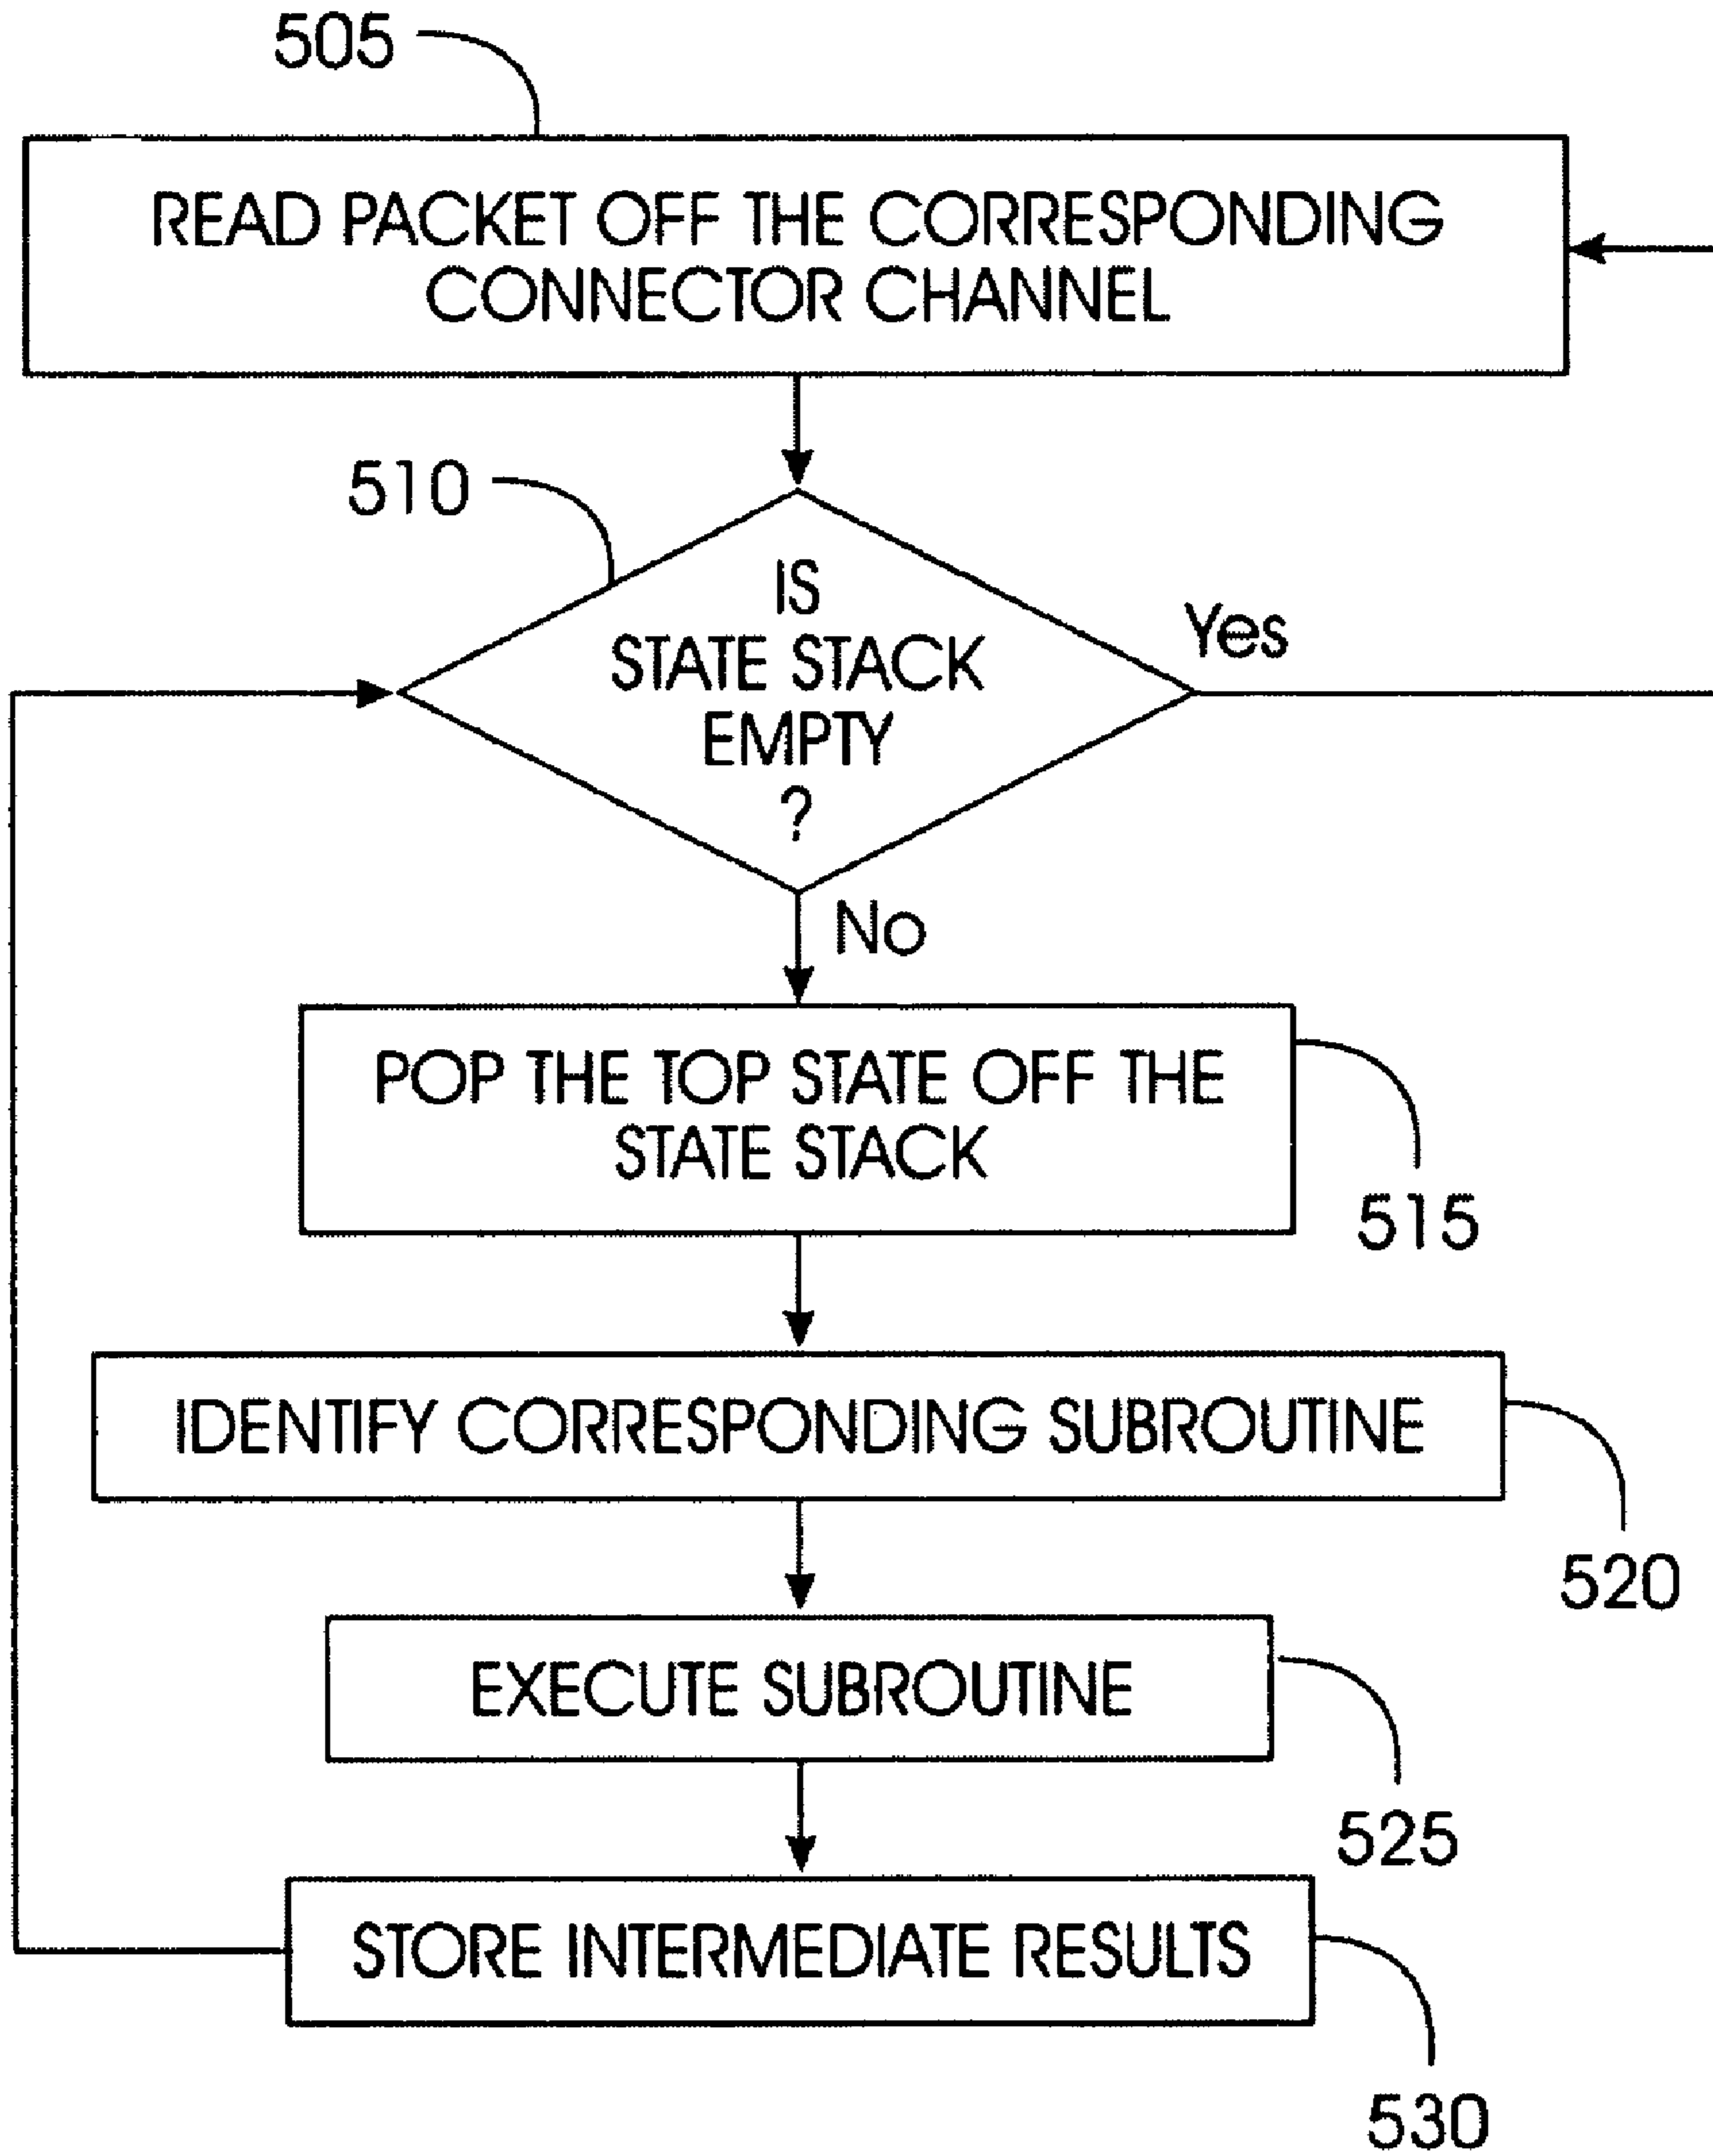 505
READ PACKET OFF THE CORRESPONDING
CONNECTOR CHANNEL
510
IS
STATE STACK
EMPTY
?
Yes
No
POP THE TOP STATE OFF THE
STATE STACK
515
IDENTIFY CORRESPONDING SUBROUTINE
520
EXECUTE SUBROUTINE
525
STORE INTERMEDIATE RESULTS
530